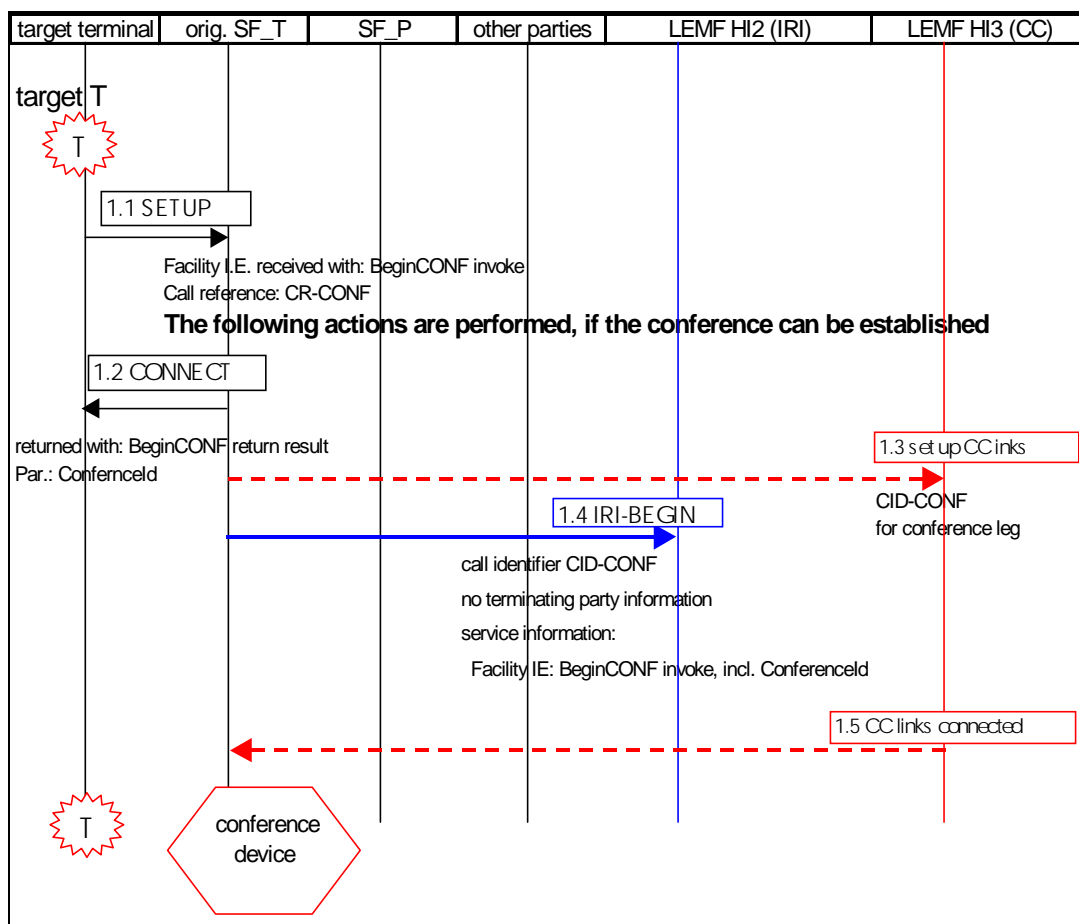 target terminal orig. SF_T SF_P other parties LEMF HI2 (IRI) LEMF HI3 (CC)
target T
T
1.1 SETUP
Facility I.E. received with: BeginCONF invoke
Call reference: CR-CONF
The following actions are performed, if the conference can be established
1.2 CONNECT
returned with: BeginCONF return result
Par.: ConfernceId
1.3 set up CC inks
CID-CONF
for conference leg
1.4 IRI-BEGIN
call identifier CID-CONF
no terminating party information
service information:
Facility IE: BeginCONF invoke, incl. ConferenceId
1.5 CC links connected
T
conference
device